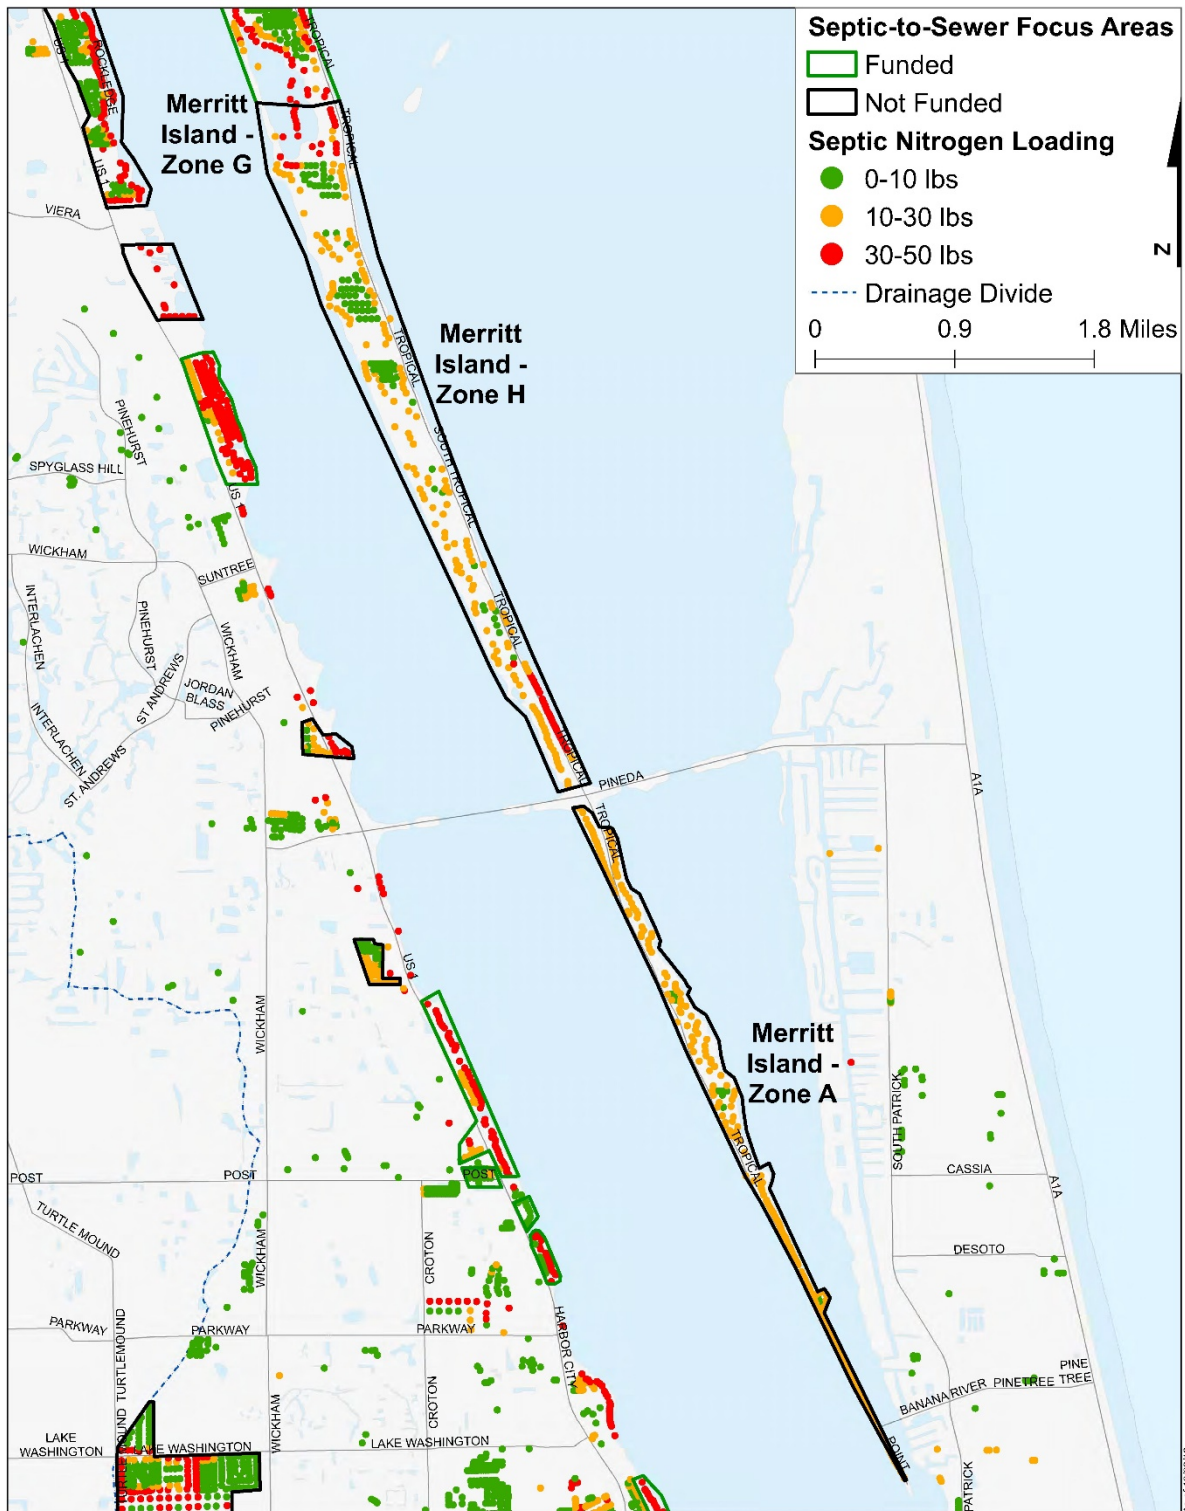 Septic-to-Sewer Focus Areas
Funded
Not Funded
Septic Nitrogen Loading
0-10 lbs
10-30 lbs
30-50 lbs
Drainage Divide
0 0.9 1.8 Miles
N
Merritt
Island -
Zone G
Merritt
Island -
Zone H
Merritt
Island -
Zone A
US 1
ROCKLEDGE
TROPICAL
TROPICAL
US 1
VIERA
TROPICAL
SOUTH TROPICAL
PINEHURST
SPYGLASS HILL
US 1
WICKHAM
SUNTREE
INTERLACHEN
PINEHURST
WICKHAM
TROPICAL
ST ANDREWS
JORDAN
BLASS
PINEHURST
INTERLACHEN
ST. ANDREWS
TROPICAL
PINEDA
A1A
TROPICAL
US 1
WICKHAM
SOUTH PATRICK
POST
POST
POST
TROPICAL
CASSIA
A1A
TURTLE MOUND
WICKHAM
CROTON
DESOTO
PARKWAY
PARKWAY
PARKWAY
HARBOR CITY
TURTLEMOUND
PINE
TREE
BANANA RIVER
PINETREE
CROTON
WICKHAM
LAKE
WASHINGTON
LAKE WASHINGTON
LAKE WASHINGTON
TURTLE MOUND
POINT
PATRICK